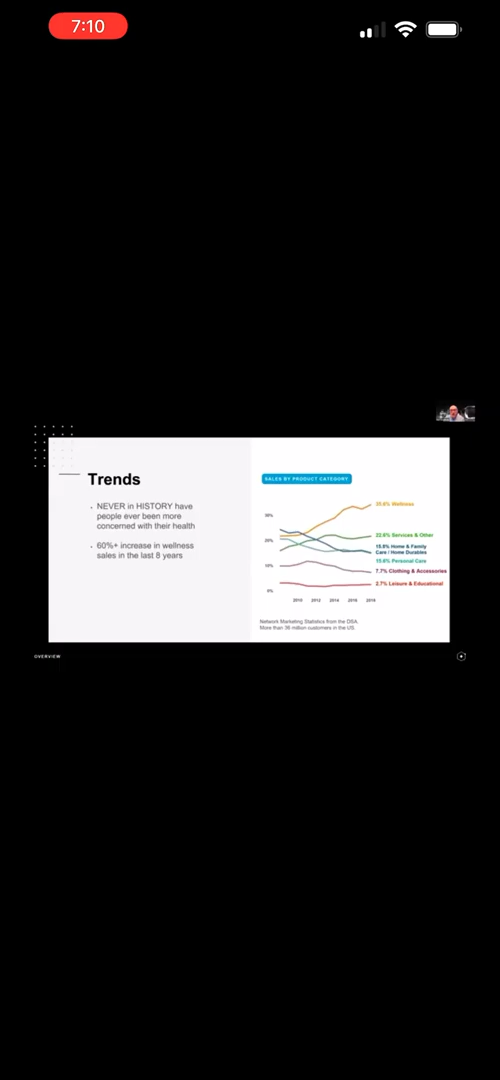 7:10
Trends
• NEVER in HISTORY have
people ever been more
concerned with their health
• 60%+ increase in wellness
sales in the last 8 years
SALES BY PRODUCT CATEGORY
30%
20%
10%
0%
2010 2012 2014 2016 2018
35.6% Wellness
22.6% Services & Other
15.8% Home & Family
Care / Home Durables
15.6% Personal Care
7.7% Clothing & Accessories
2.7% Leisure & Educational
Network Marketing Statistics from the DSA.
More than 36 million customers in the US.
OVERVIEW